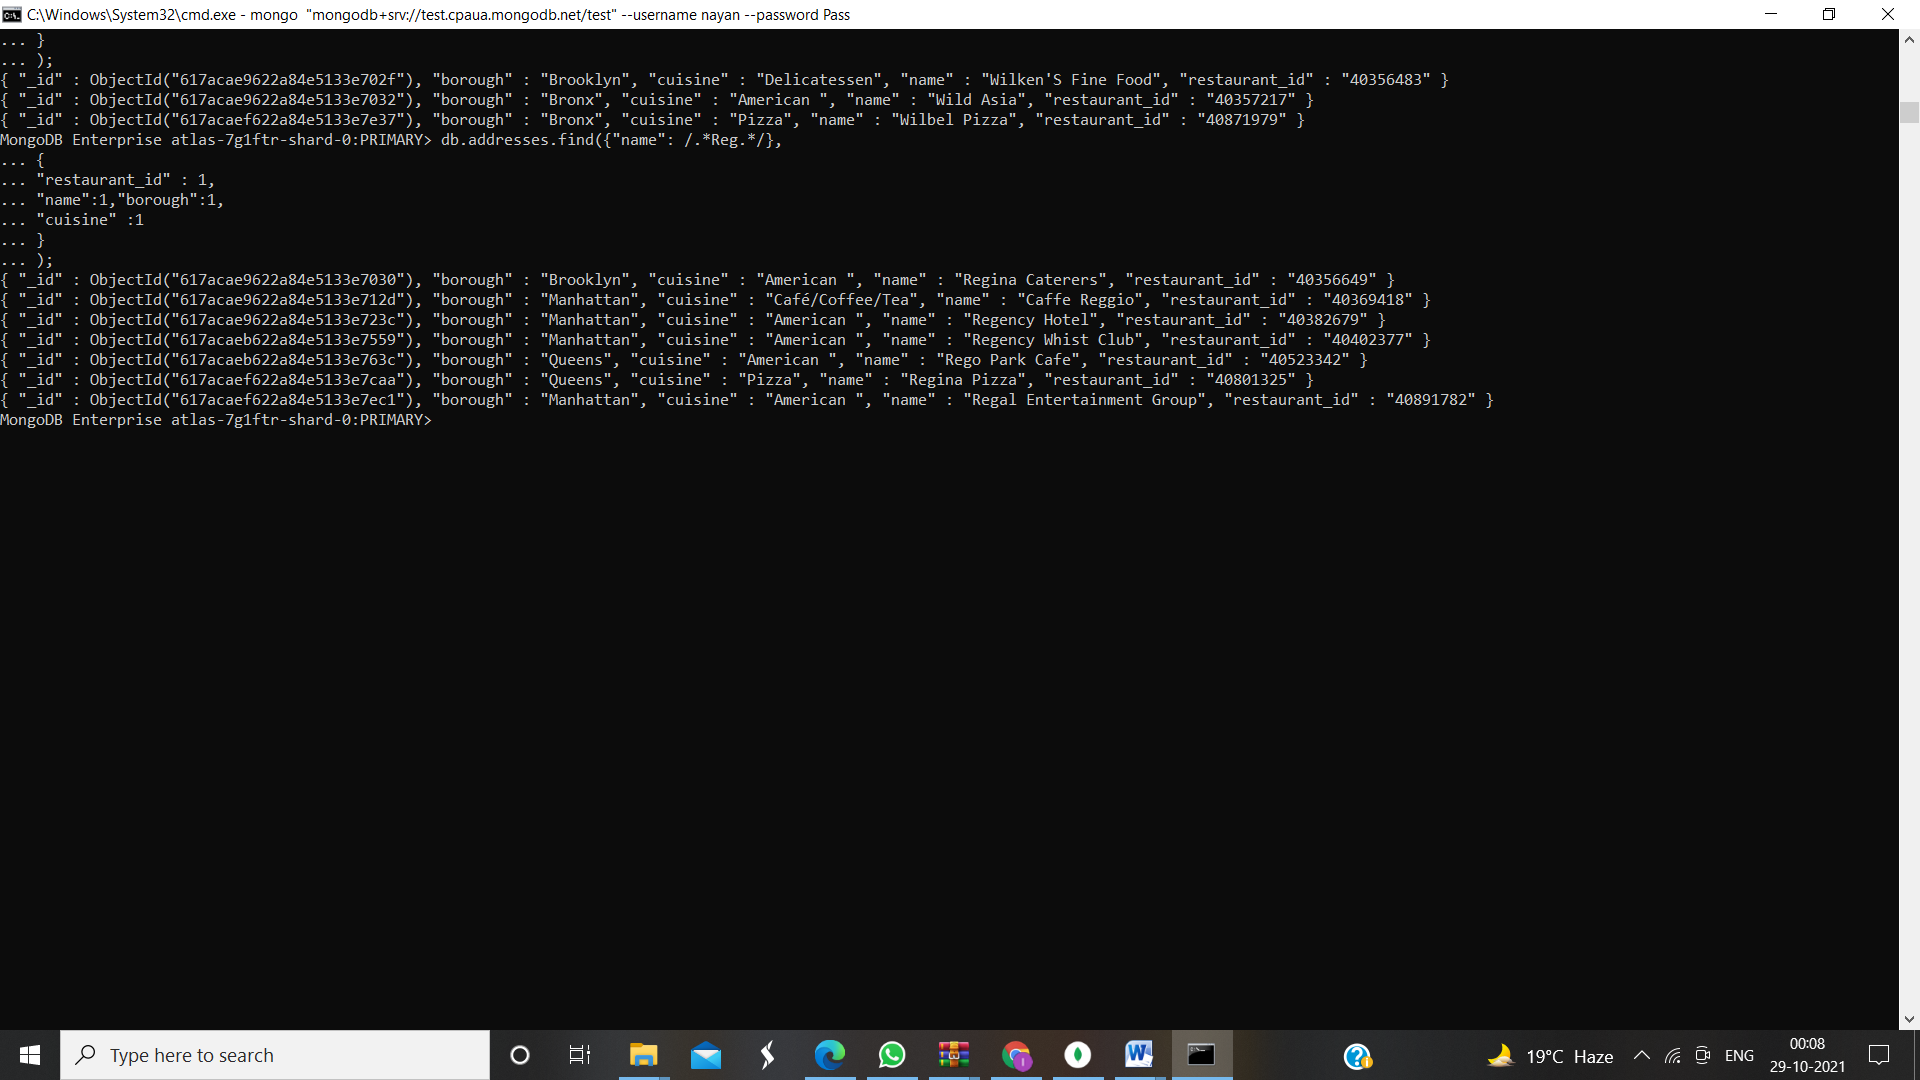 C:\Windows\System32\cmd.exe - mongo  "mongodb+srv://test.cpaua.mongodb.net/test" --username nayan --password Pass
... }
... );
{ "_id" : ObjectId("617acae9622a84e5133e702f"), "borough" : "Brooklyn", "cuisine" : "Delicatessen", "name" : "Wilken'S Fine Food", "restaurant_id" : "40356483" }
{ "_id" : ObjectId("617acae9622a84e5133e7032"), "borough" : "Bronx", "cuisine" : "American ", "name" : "Wild Asia", "restaurant_id" : "40357217" }
{ "_id" : ObjectId("617acaef622a84e5133e7e37"), "borough" : "Bronx", "cuisine" : "Pizza", "name" : "Wilbel Pizza", "restaurant_id" : "40871979" }
MongoDB Enterprise atlas-7g1ftr-shard-0:PRIMARY> db.addresses.find({"name": /.*Reg.*/},
... {
... "restaurant_id" : 1,
... "name":1,"borough":1,
... "cuisine" :1
... }
... );
{ "_id" : ObjectId("617acae9622a84e5133e7030"), "borough" : "Brooklyn", "cuisine" : "American ", "name" : "Regina Caterers", "restaurant_id" : "40356649" }
{ "_id" : ObjectId("617acae9622a84e5133e712d"), "borough" : "Manhattan", "cuisine" : "Café/Coffee/Tea", "name" : "Caffe Reggio", "restaurant_id" : "40369418" }
{ "_id" : ObjectId("617acae9622a84e5133e723c"), "borough" : "Manhattan", "cuisine" : "American ", "name" : "Regency Hotel", "restaurant_id" : "40382679" }
{ "_id" : ObjectId("617acaeb622a84e5133e7559"), "borough" : "Manhattan", "cuisine" : "American ", "name" : "Regency Whist Club", "restaurant_id" : "40402377" }
{ "_id" : ObjectId("617acaeb622a84e5133e763c"), "borough" : "Queens", "cuisine" : "American ", "name" : "Rego Park Cafe", "restaurant_id" : "40523342" }
{ "_id" : ObjectId("617acaef622a84e5133e7caa"), "borough" : "Queens", "cuisine" : "Pizza", "name" : "Regina Pizza", "restaurant_id" : "40801325" }
{ "_id" : ObjectId("617acaef622a84e5133e7ec1"), "borough" : "Manhattan", "cuisine" : "American ", "name" : "Regal Entertainment Group", "restaurant_id" : "40891782" }
MongoDB Enterprise atlas-7g1ftr-shard-0:PRIMARY>
Type here to search
19°C Haze
ENG
00:08
29-10-2021